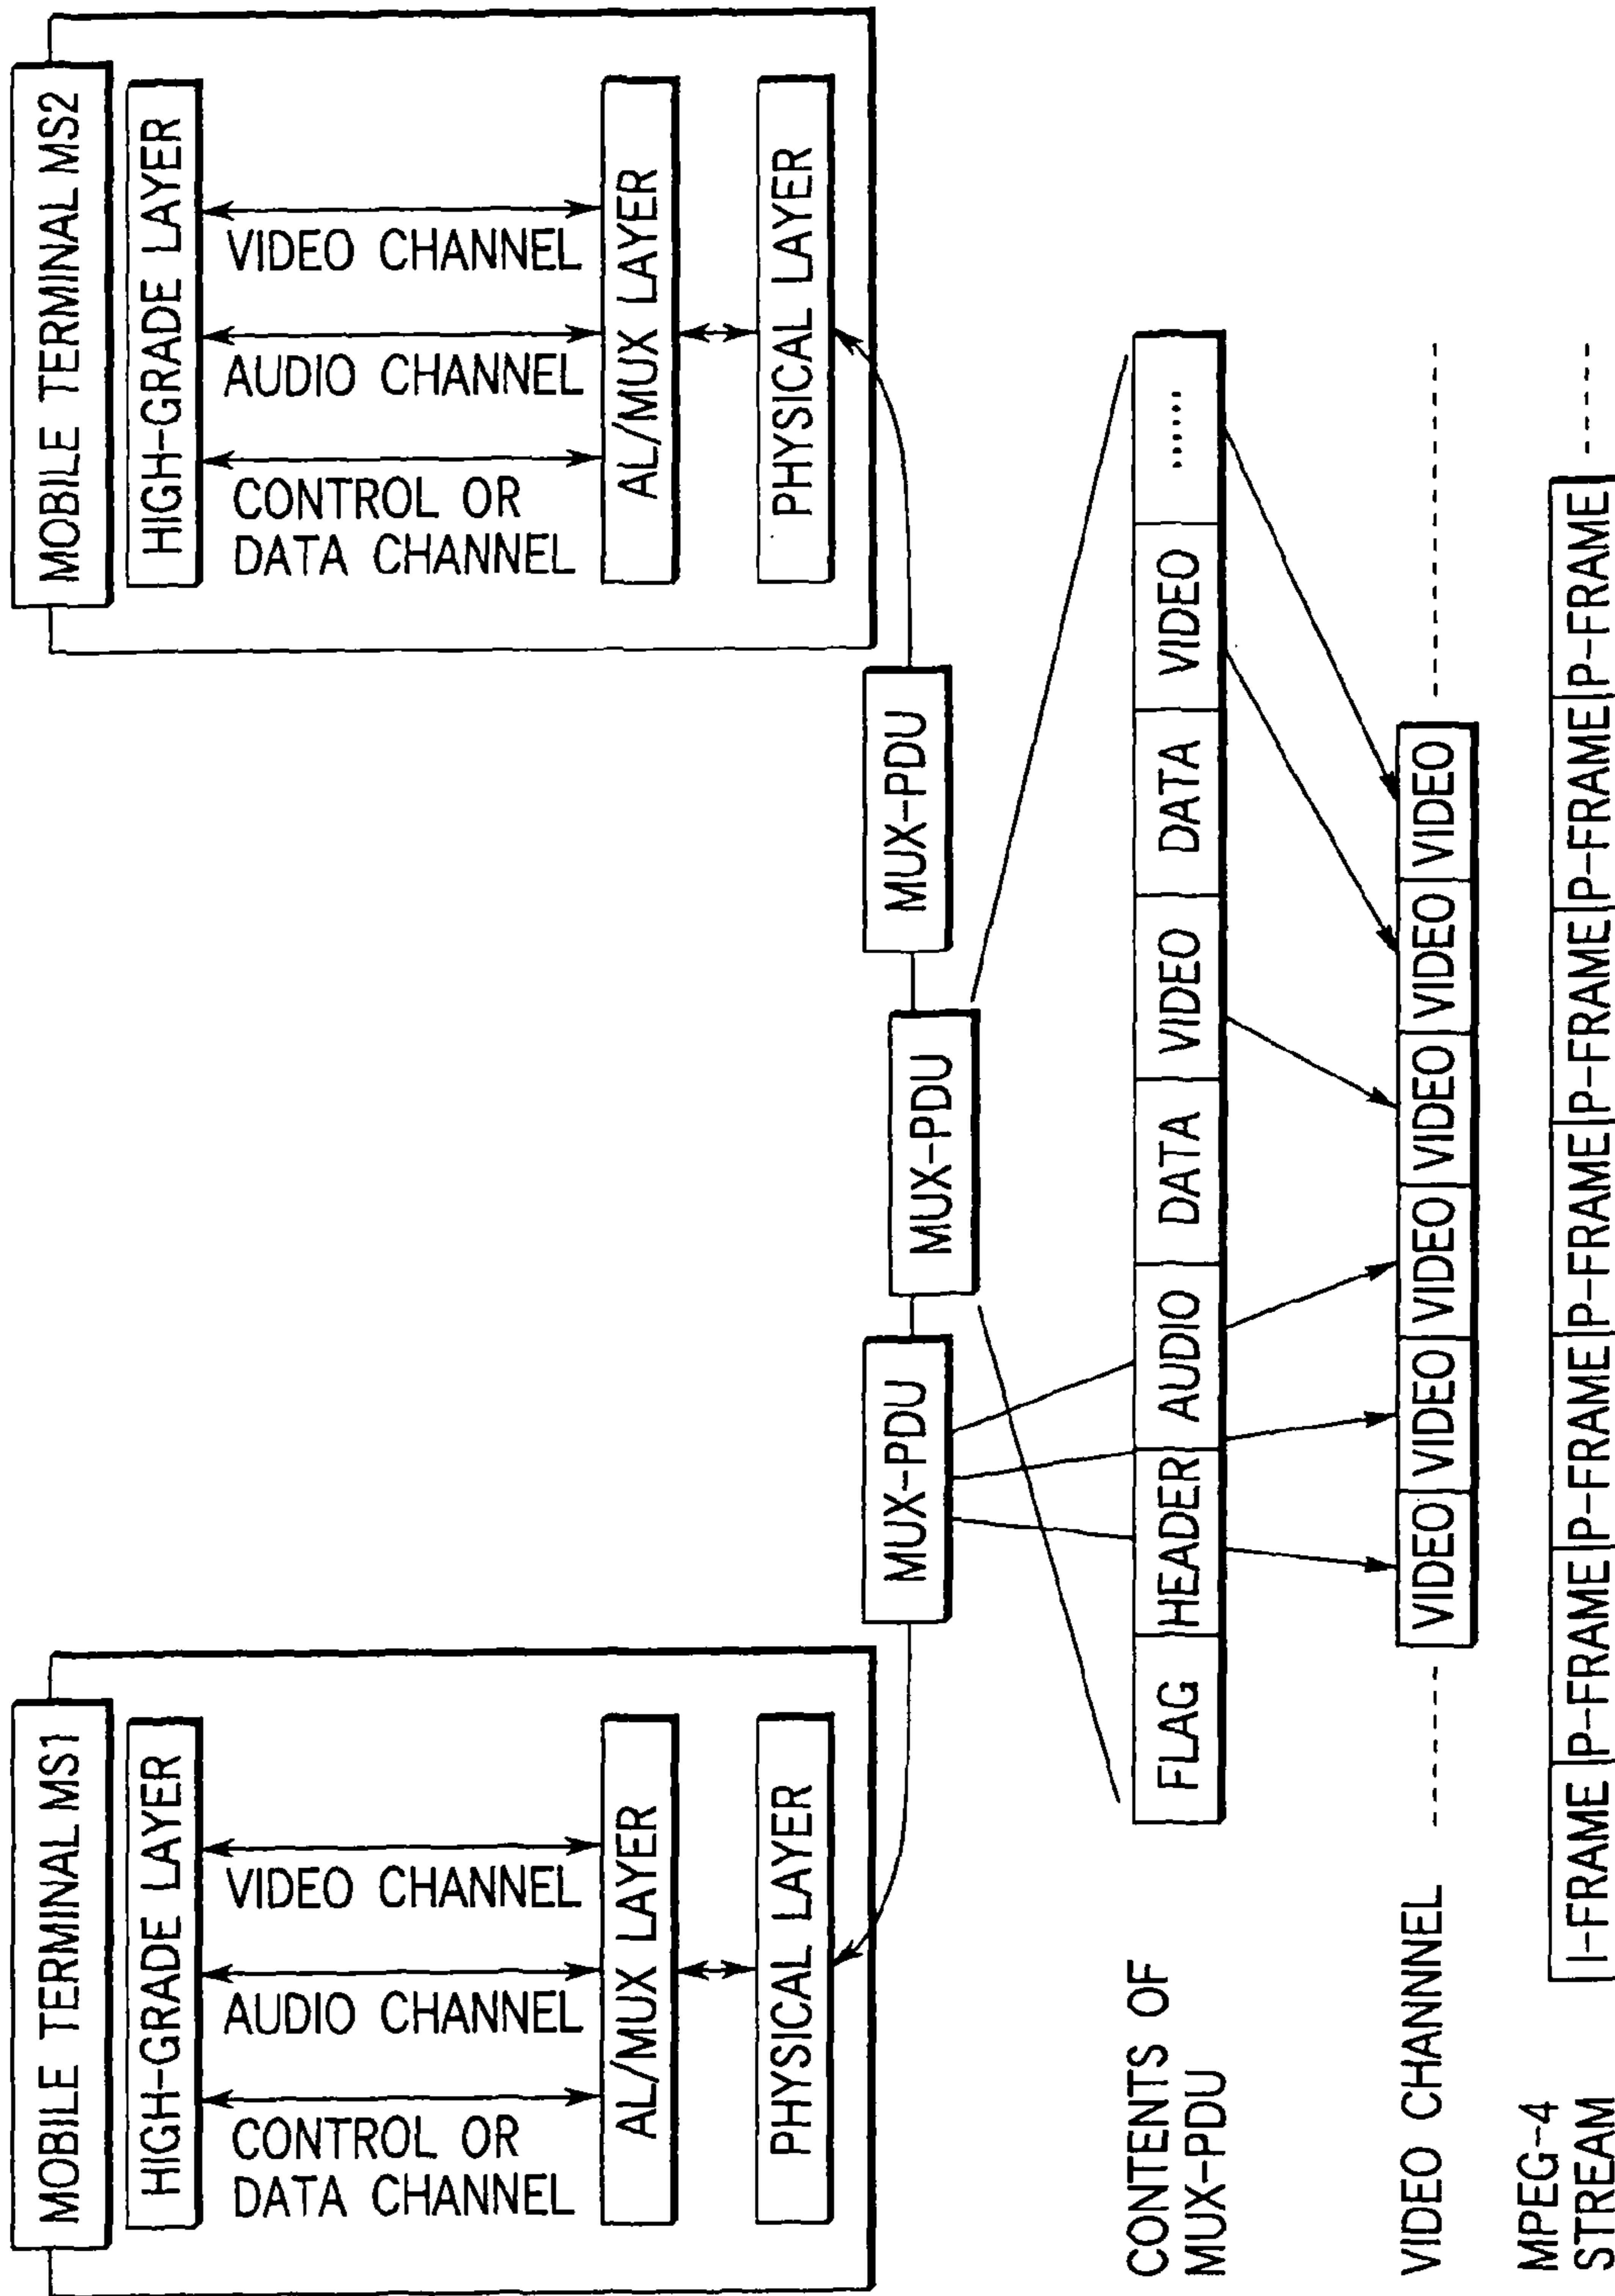 MOBILE TERMINAL MS1
HIGH-GRADE LAYER
CONTROL OR
DATA CHANNEL
AUDIO CHANNEL
VIDEO CHANNEL
AL/MUX LAYER
PHYSICAL LAYER
MOBILE TERMINAL MS2
HIGH-GRADE LAYER
CONTROL OR
DATA CHANNEL
AUDIO CHANNEL
VIDEO CHANNEL
AL/MUX LAYER
PHYSICAL LAYER
MUX-PDU
MUX-PDU
MUX-PDU
CONTENTS OF
MUX-PDU
FLAG HEADER AUDIO DATA VIDEO DATA VIDEO ......
VIDEO CHANNEL
VIDEO VIDEO VIDEO VIDEO VIDEO VIDEO
MPEG-4
STREAM
I-FRAME P-FRAME P-FRAME P-FRAME P-FRAME P-FRAME P-FRAME